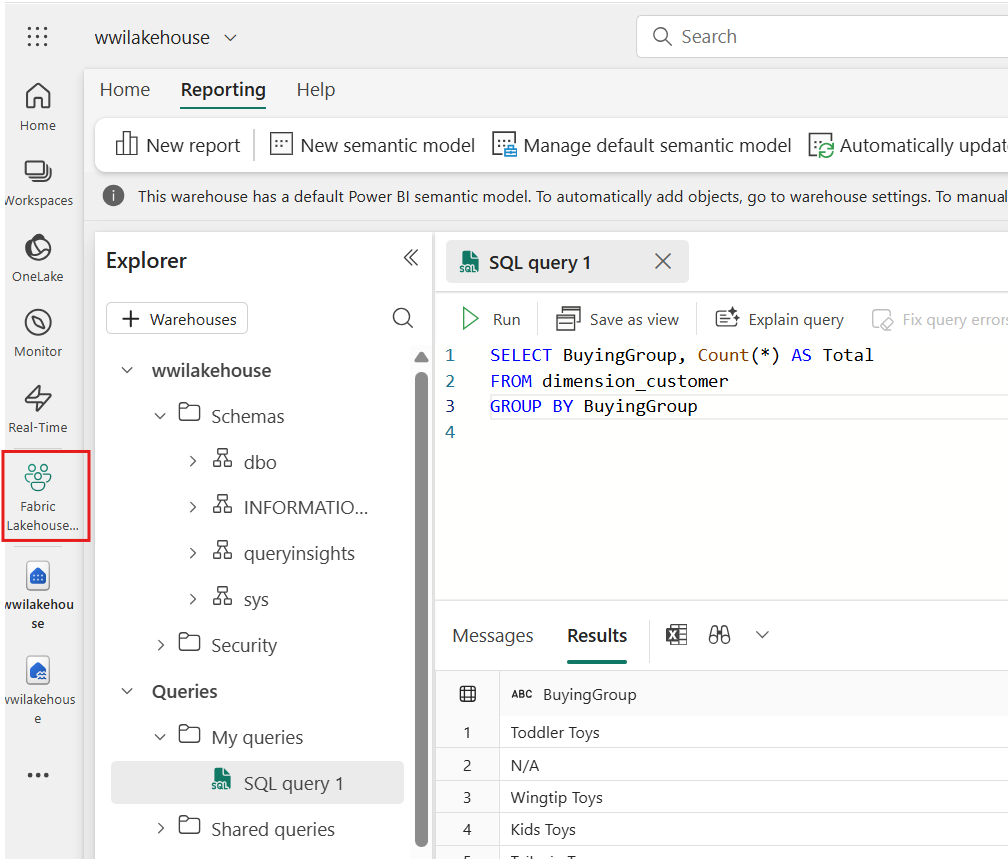 wwilakehouse
Search
Home
Workspaces
OneLake
Monitor
Real-Time
Fabric
Lakehouse...
wwilakehou
se
wwilakehous
e
Home Reporting Help
New report New semantic model Manage default semantic model Automatically updat
This warehouse has a default Power BI semantic model. To automatically add objects, go to warehouse settings. To manual
Explorer
+ Warehouses
wwilakehouse
Schemas
dbo
INFORMATIO...
queryinsights
sys
Security
Queries
My queries
SQL SQL query 1
Shared queries
SQL SQL query 1
Run Save as view Explain query Fix query errors
1 SELECT BuyingGroup, Count(*) AS Total
2 FROM dimension_customer
3 GROUP BY BuyingGroup
4
Messages Results
ABC BuyingGroup
1 Toddler Toys
2 N/A
3 Wingtip Toys
4 Kids Toys